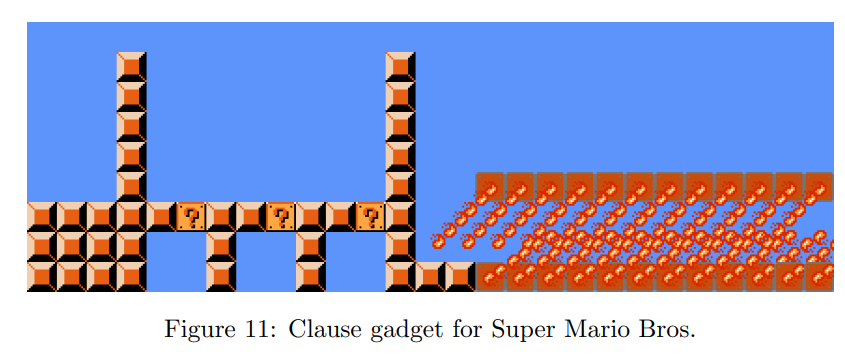 ? ? ?
Figure 11: Clause gadget for Super Mario Bros.